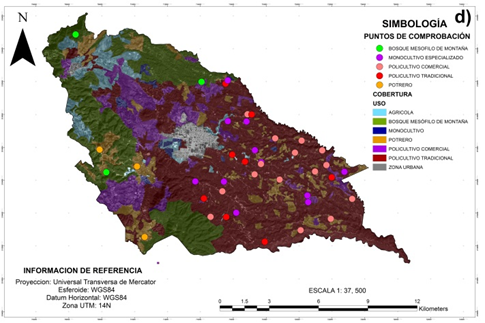 N
d)
SIMBOLOGÌA
PUNTOS DE COMPROBACIÓN
BOSQUE MESOFILO DE MONTAÑA
MONOCULTIVO ESPECIALIZADO
POLICULTIVO COMERCIAL
POLICULTIVO TRADICIONAL
POTRERO
COBERTURA
USO
AGRICOLA
BOSQUE MESÓFILO DE MONTAÑA
MONOCULTIVO
POTRERO
POLICULTIVO COMERCIAL
POLICULTIVO TRADICIONAL
ZONA URBANA
INFORMACION DE REFERENCIA
Proyeccion: Universal Transversa de Mercator
Esferoide: WGS84
Datum Horizontal: WGS84
Zona UTM: 14N
ESCALA 1: 37, 500
0 1.5 3 6 9 12
Kilometers